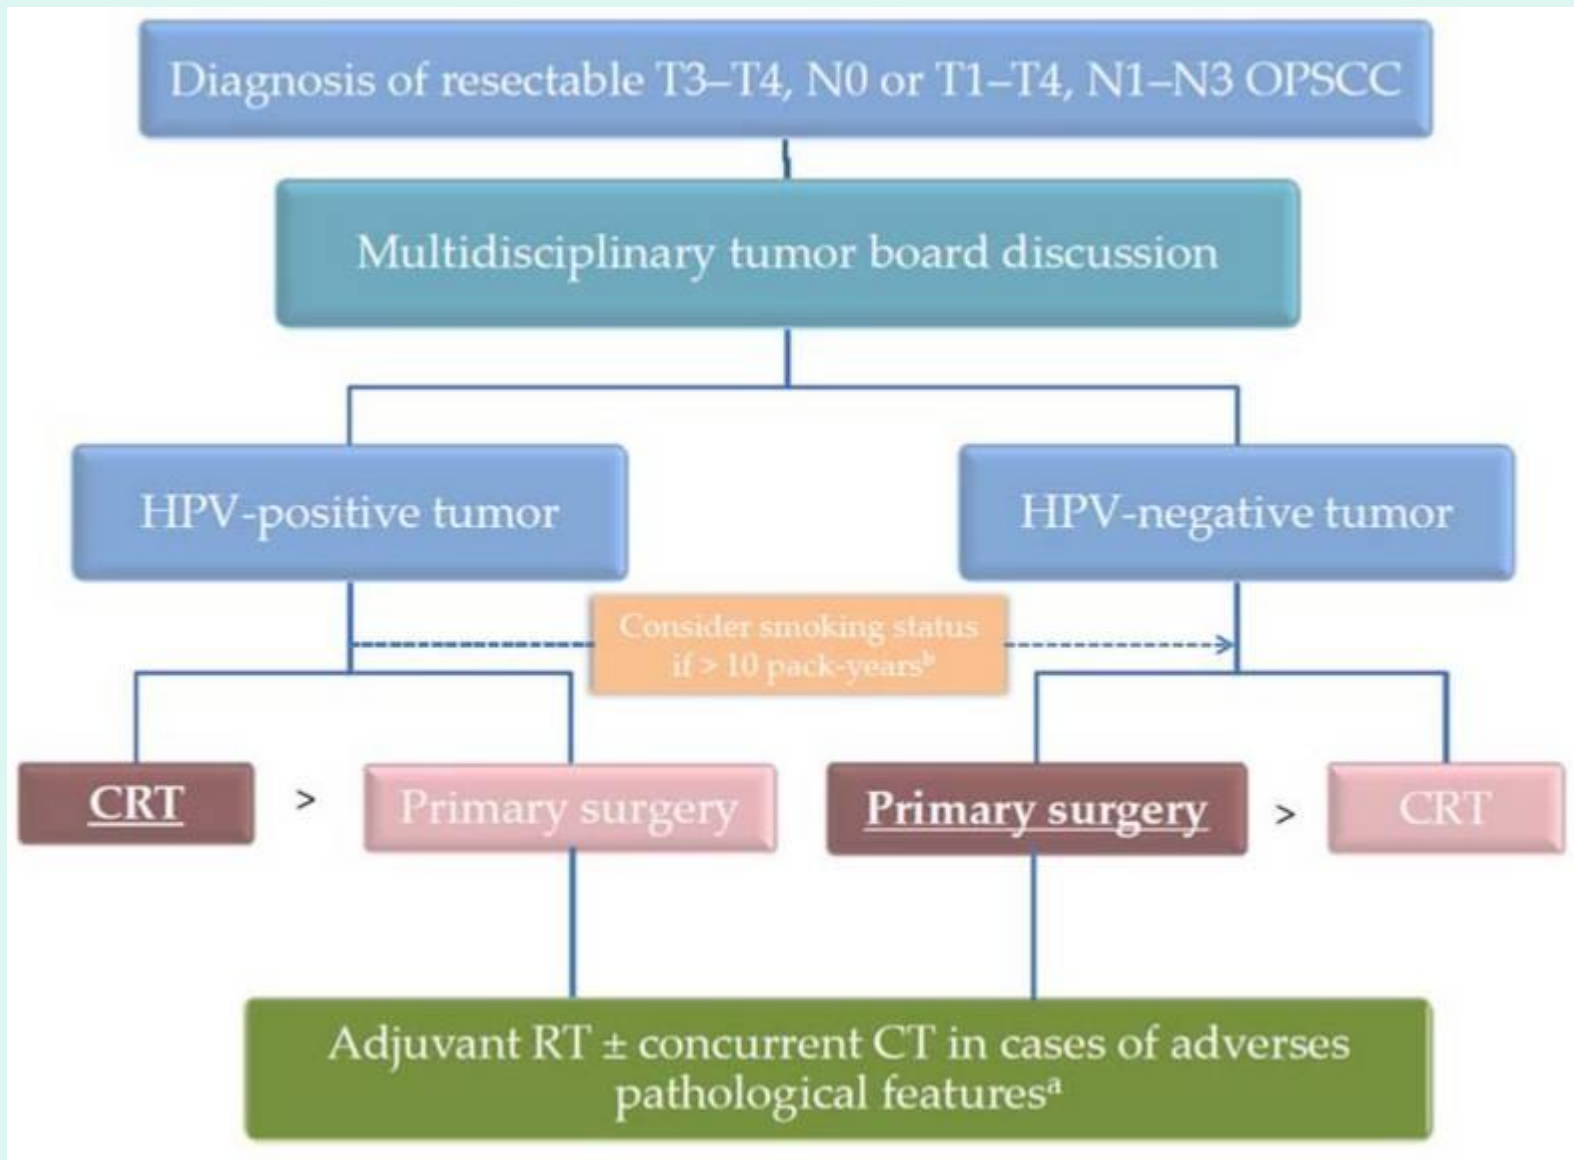 Diagnosis of resectable T3–T4, N0 or T1–T4, N1–N3 OPSCC
Multidisciplinary tumor board discussion
HPV-positive tumor
HPV-negative tumor
Consider smoking status
if > 10 pack-yearsᵇ
CRT
>
Primary surgery
Primary surgery
>
CRT
Adjuvant RT ± concurrent CT in cases of adverses
pathological featuresᵃ